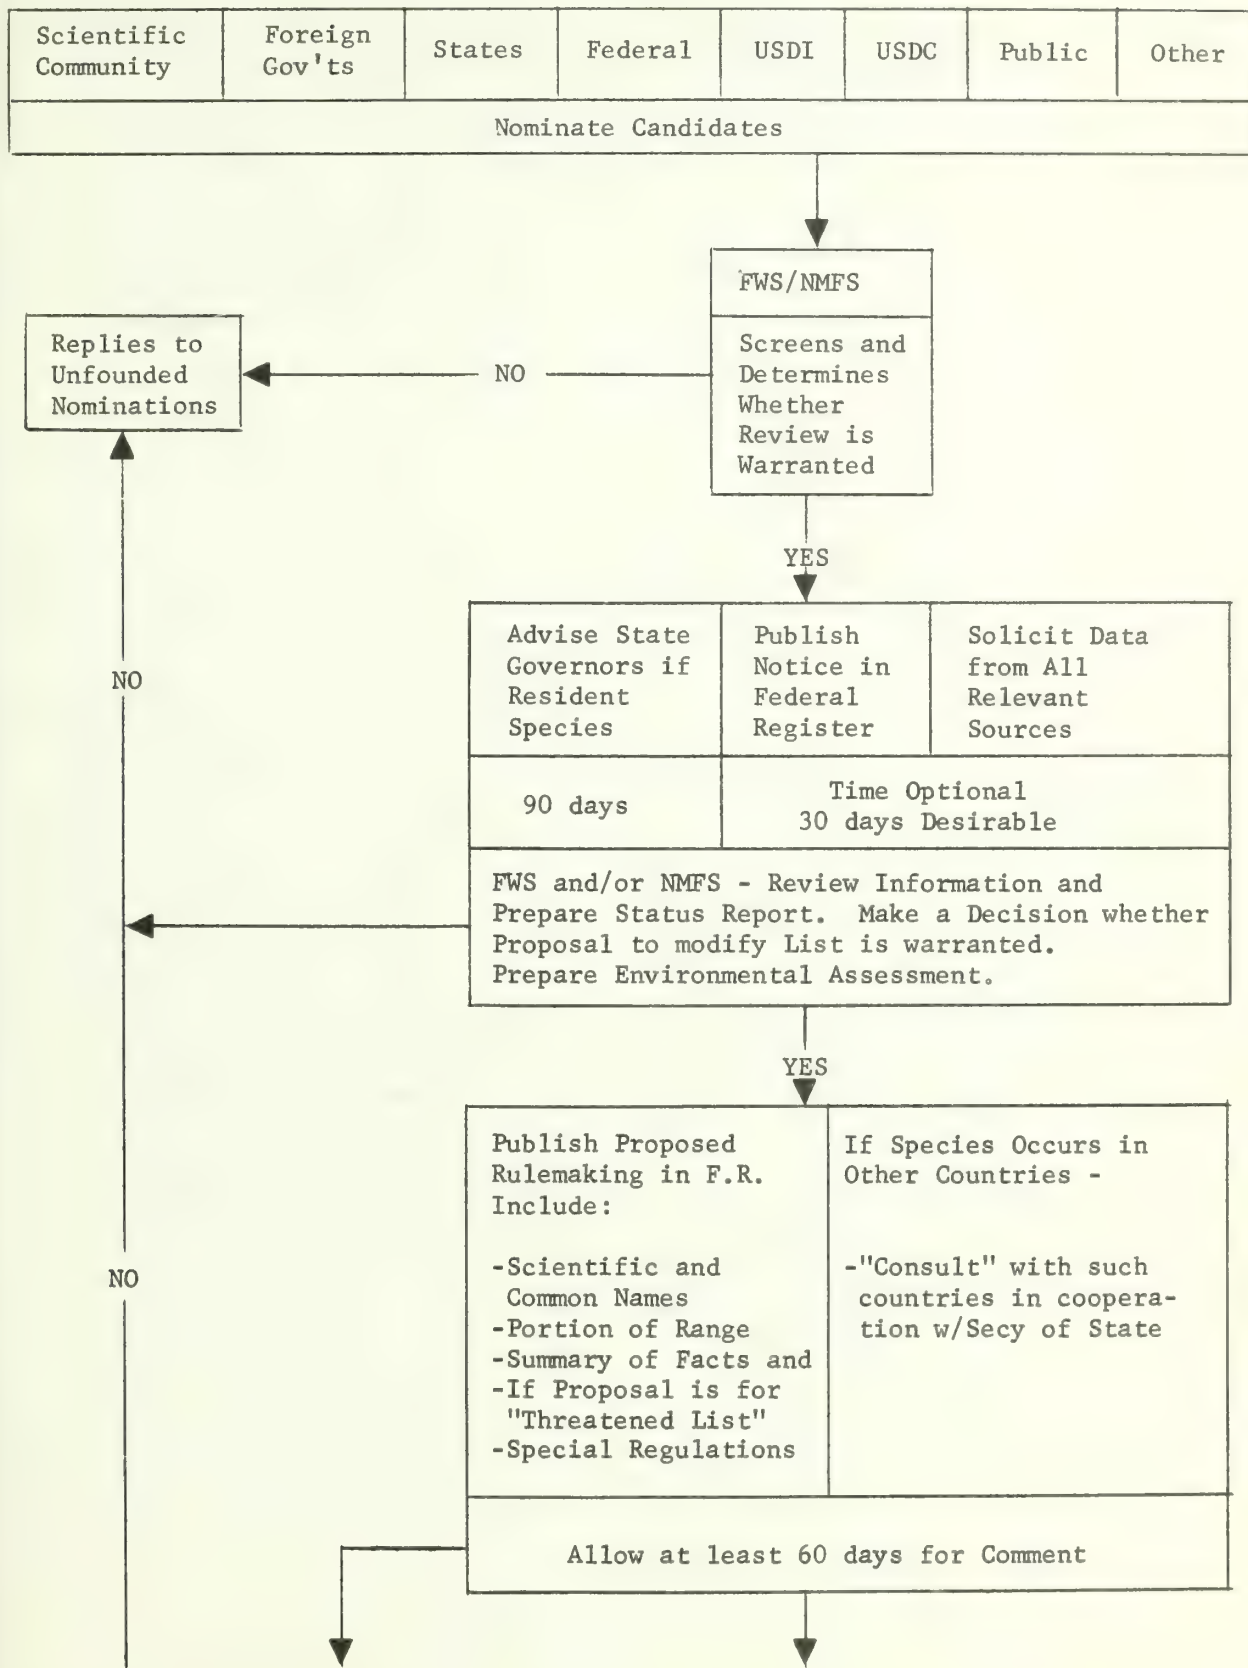 Scientific Community
Foreign Gov'ts
States
Federal
USDI
USDC
Public
Other
Nominate Candidates
FWS/NMFS
Screens and
Determines
Whether
Review is
Warranted
NO
Replies to
Unfounded
Nominations
YES
NO
Advise State
Governors if
Resident
Species
Publish
Notice in
Federal
Register
Solicit Data
from All
Relevant
Sources
90 days
Time Optional
30 days Desirable
FWS and/or NMFS - Review Information and
Prepare Status Report. Make a Decision whether
Proposal to modify List is warranted.
Prepare Environmental Assessment.
YES
NO
Publish Proposed
Rulemaking in F.R.
Include:
-Scientific and
Common Names
-Portion of Range
-Summary of Facts and
-If Proposal is for
"Threatened List"
-Special Regulations
If Species Occurs in
Other Countries -
-"Consult" with such
countries in coopera-
tion w/Secy of State
Allow at least 60 days for Comment